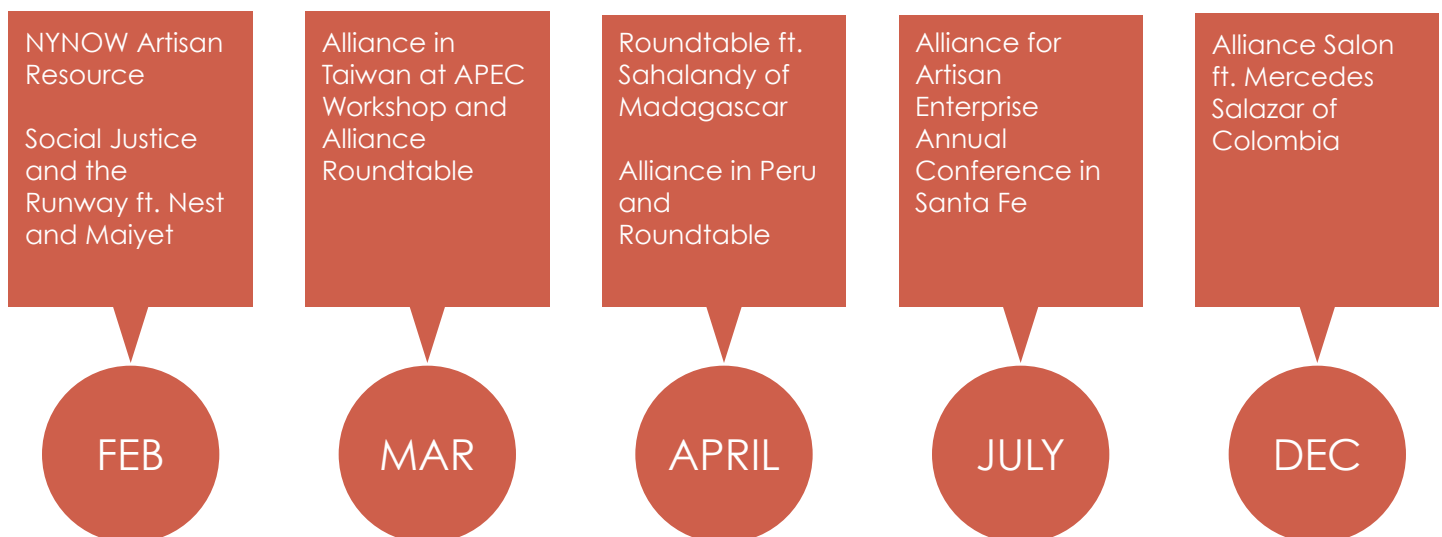 NYNOW Artisan
Resource
Social Justice
and the
Runway ft. Nest
and Maiyet
Alliance in
Taiwan at APEC
Workshop and
Alliance
Roundtable
Roundtable ft.
Sahalandy of
Madagascar
Alliance in Peru
and
Roundtable
Alliance for
Artisan
Enterprise
Annual
Conference in
Santa Fe
Alliance Salon
ft. Mercedes
Salazar of
Colombia
FEB
MAR
APRIL
JULY
DEC